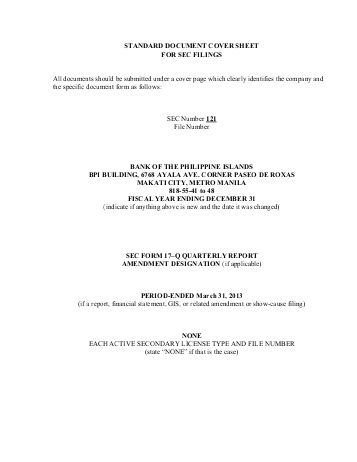 STANDARD DOCUMENT COVER SHEET
FOR SEC FILINGS
All documents should be submitted under a cover page which clearly identifies the company and
the specific document form as follows:
SEC Number 121
File Number
BANK OF THE PHILIPPINE ISLANDS
BPI BUILDING, 6768 AYALA AVE. CORNER PASEO DE ROXAS
MAKATI CITY, METRO MANILA
818-55-41 to 48
FISCAL YEAR ENDING DECEMBER 31
(indicate if anything above is new and the date it was changed)
SEC FORM 17–Q QUARTERLY REPORT
AMENDMENT DESIGNATION (if applicable)
PERIOD-ENDED March 31, 2013
(if a report, financial statement, GIS, or related amendment or show-cause filing)
NONE
EACH ACTIVE SECONDARY LICENSE TYPE AND FILE NUMBER
(state “NONE” if that is the case)